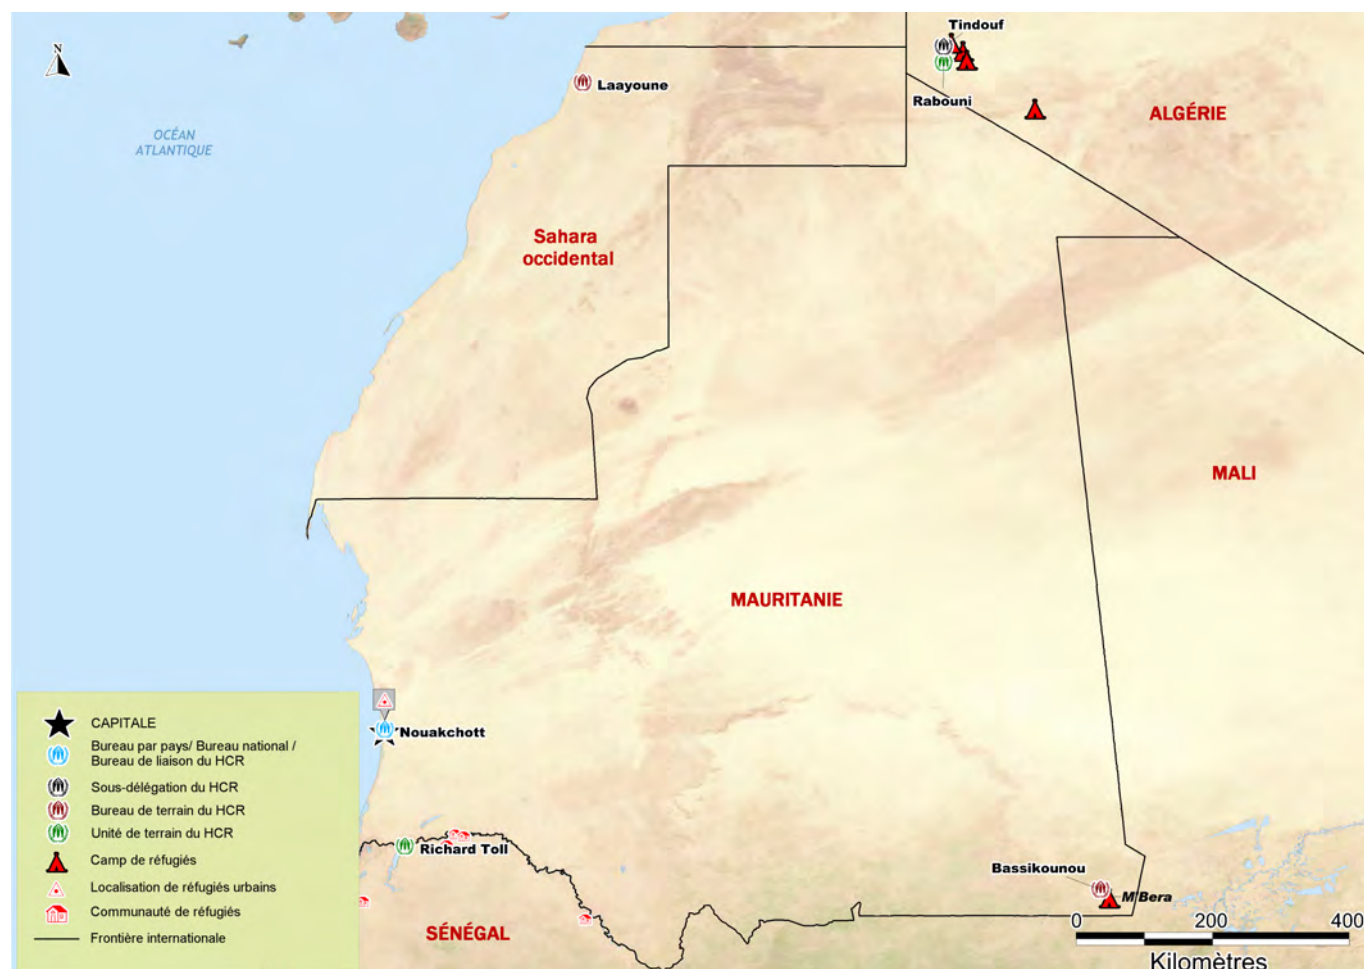 Tindouf
N
Laayoune
Rabouni
ALGÉRIE
OCÉAN
ATLANTIQUE
Sahara
occidental
MALI
MAURITANIE
Nouakchott
Richard Toll
Bassikounou
M'Bera
SÉNÉGAL
CAPITALE
Bureau par pays/ Bureau national /
Bureau de liaison du HCR
Sous-délégation du HCR
Bureau de terrain du HCR
Unité de terrain du HCR
Camp de réfugiés
Localisation de réfugiés urbains
Communauté de réfugiés
Frontière internationale
0 200 400
Kilomètres